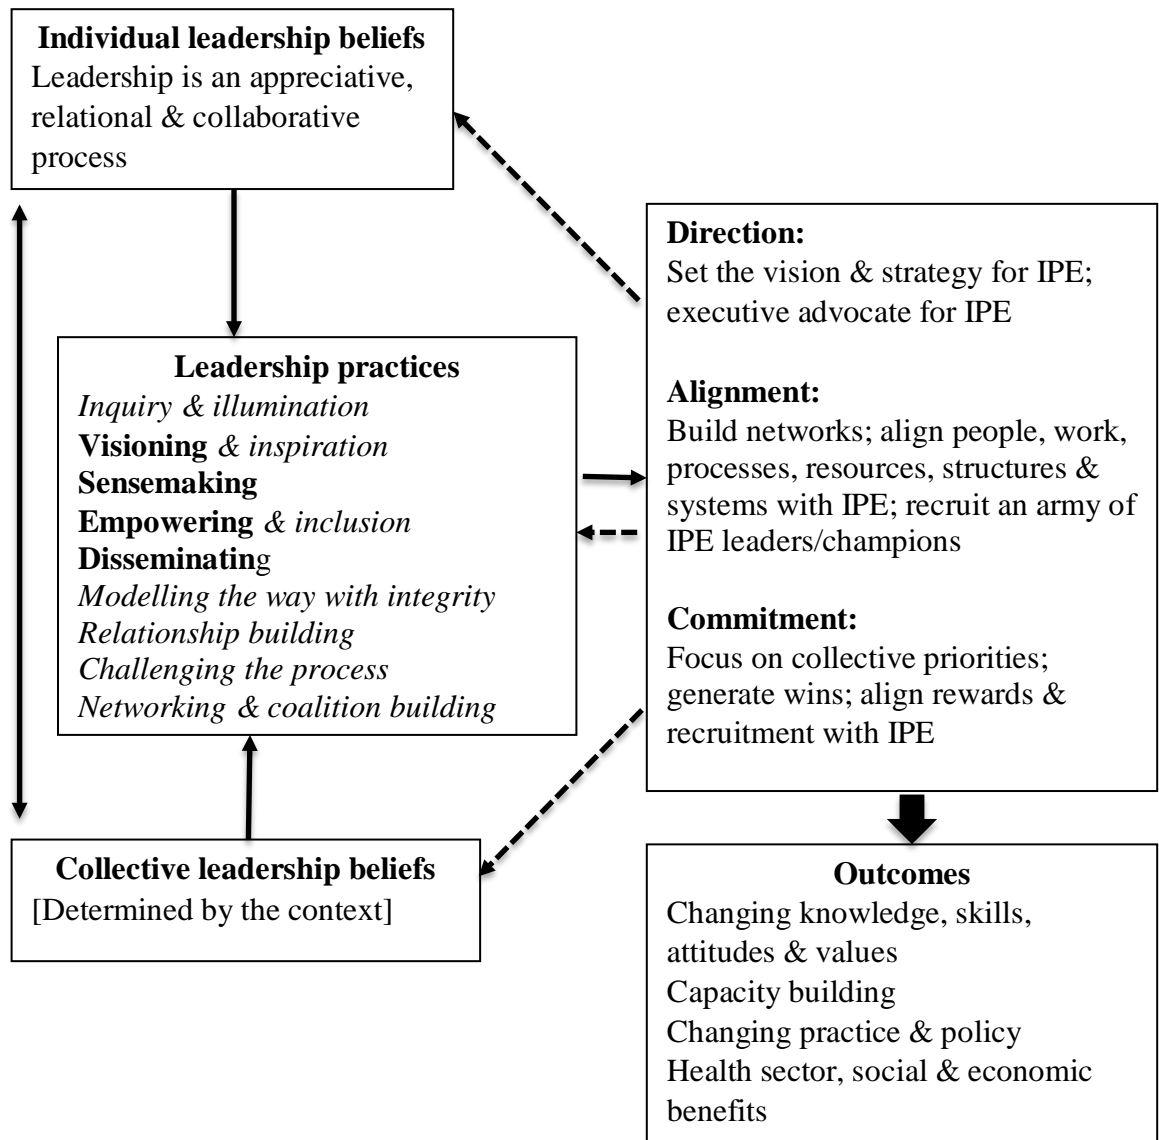 Individual leadership beliefs
Leadership is an appreciative,
relational & collaborative
process
Leadership practices
Inquiry & illumination
Visioning & inspiration
Sensemaking
Empowering & inclusion
Disseminating
Modelling the way with integrity
Relationship building
Challenging the process
Networking & coalition building
Collective leadership beliefs
[Determined by the context]
Direction:
Set the vision & strategy for IPE;
executive advocate for IPE
Alignment:
Build networks; align people, work,
processes, resources, structures &
systems with IPE; recruit an army of
IPE leaders/champions
Commitment:
Focus on collective priorities;
generate wins; align rewards &
recruitment with IPE
Outcomes
Changing knowledge, skills,
attitudes & values
Capacity building
Changing practice & policy
Health sector, social & economic
benefits